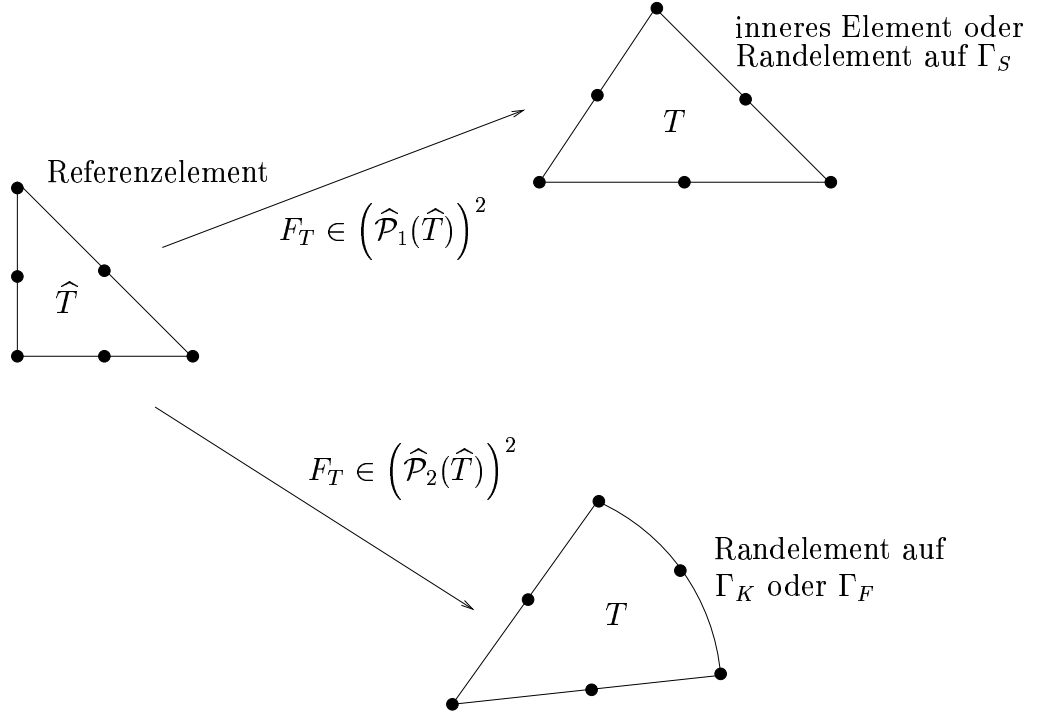 inneres Element oder
Randelement auf Γ_S
T
Referenzelement
F_T ∈ (𝒫̂_1(T̂))^2
T̂
F_T ∈ (𝒫̂_2(T̂))^2
Randelement auf
Γ_K oder Γ_F
T